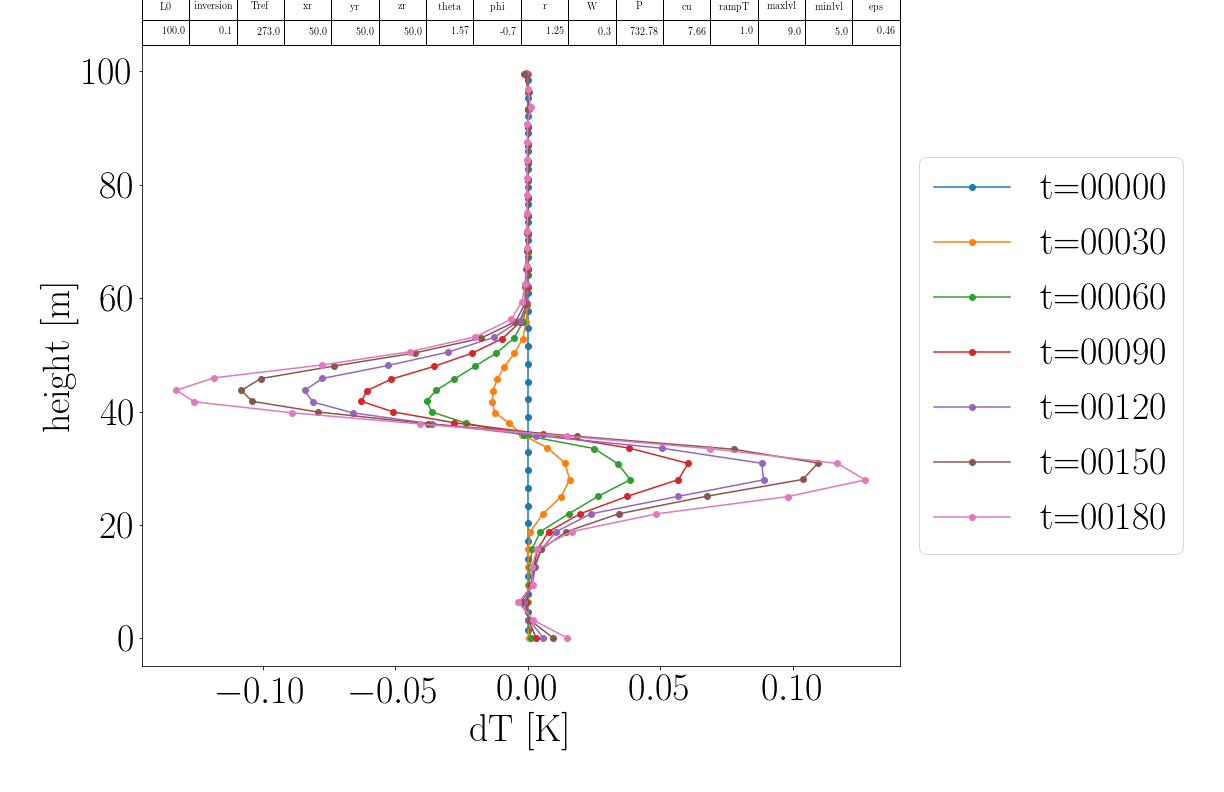 L0 inversion Tref xr yr zr theta phi r W P cu rampT maxlvl minlvl eps
100.0 0.1 273.0 50.0 50.0 50.0 1.57 -0.7 1.25 0.3 732.78 7.66 1.0 9.0 5.0 0.46
100
80
60
40
20
0
height [m]
−0.10 −0.05 0.00 0.05 0.10
dT [K]
t=00000
t=00030
t=00060
t=00090
t=00120
t=00150
t=00180